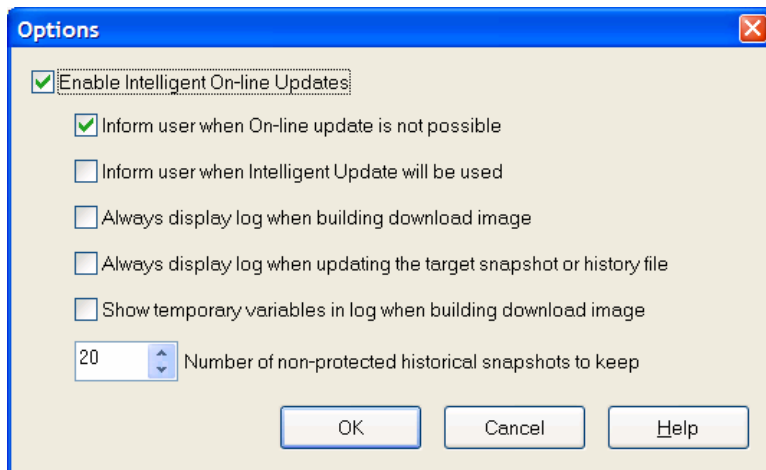 Options
Enable Intelligent On-line Updates
Inform user when On-line update is not possible
Inform user when Intelligent Update will be used
Always display log when building download image
Always display log when updating the target snapshot or history file
Show temporary variables in log when building download image
20 Number of non-protected historical snapshots to keep
OK Cancel Help